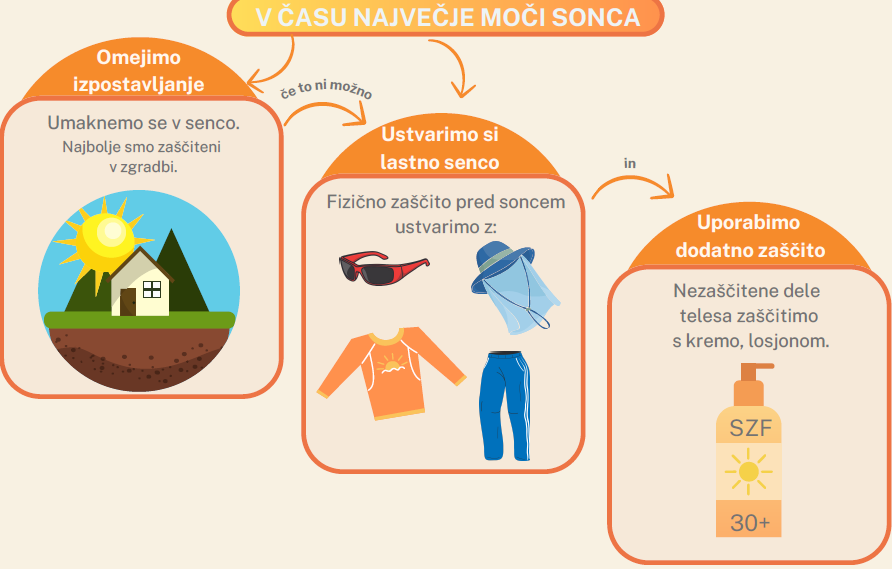 V ČASU NAJVEČJE MOČI SONCA
Omejimo
izpostavljanje
Umaknemo se v senco.
Najbolje smo zaščiteni
v zgradbi.
če to ni možno
Ustvarimo si
lastno senco
Fizično zaščito pred soncem
ustvarimo z:
in
Uporabimo
dodatno zaščito
Nezaščitene dele
telesa zaščitimo
s kremo, losjonom.
SZF
30+